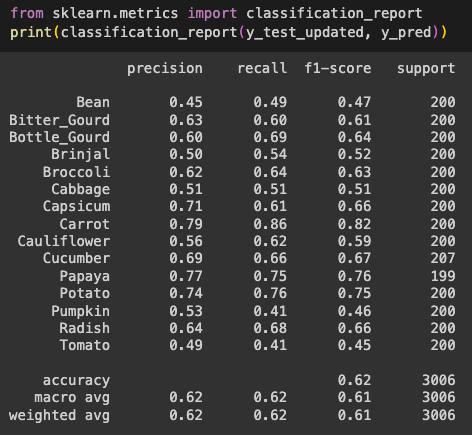 from sklearn.metrics import classification_report
print(classification_report(y_test_updated, y_pred))
precision recall f1-score support
Bean 0.45 0.49 0.47 200
Bitter_Gourd 0.63 0.60 0.61 200
Bottle_Gourd 0.60 0.69 0.64 200
Brinjal 0.50 0.54 0.52 200
Broccoli 0.62 0.64 0.63 200
Cabbage 0.51 0.51 0.51 200
Capsicum 0.71 0.61 0.66 200
Carrot 0.79 0.86 0.82 200
Cauliflower 0.56 0.62 0.59 200
Cucumber 0.69 0.66 0.67 207
Papaya 0.77 0.75 0.76 199
Potato 0.74 0.76 0.75 200
Pumpkin 0.53 0.41 0.46 200
Radish 0.64 0.68 0.66 200
Tomato 0.49 0.41 0.45 200
accuracy 0.62 3006
macro avg 0.62 0.62 0.61 3006
weighted avg 0.62 0.62 0.61 3006